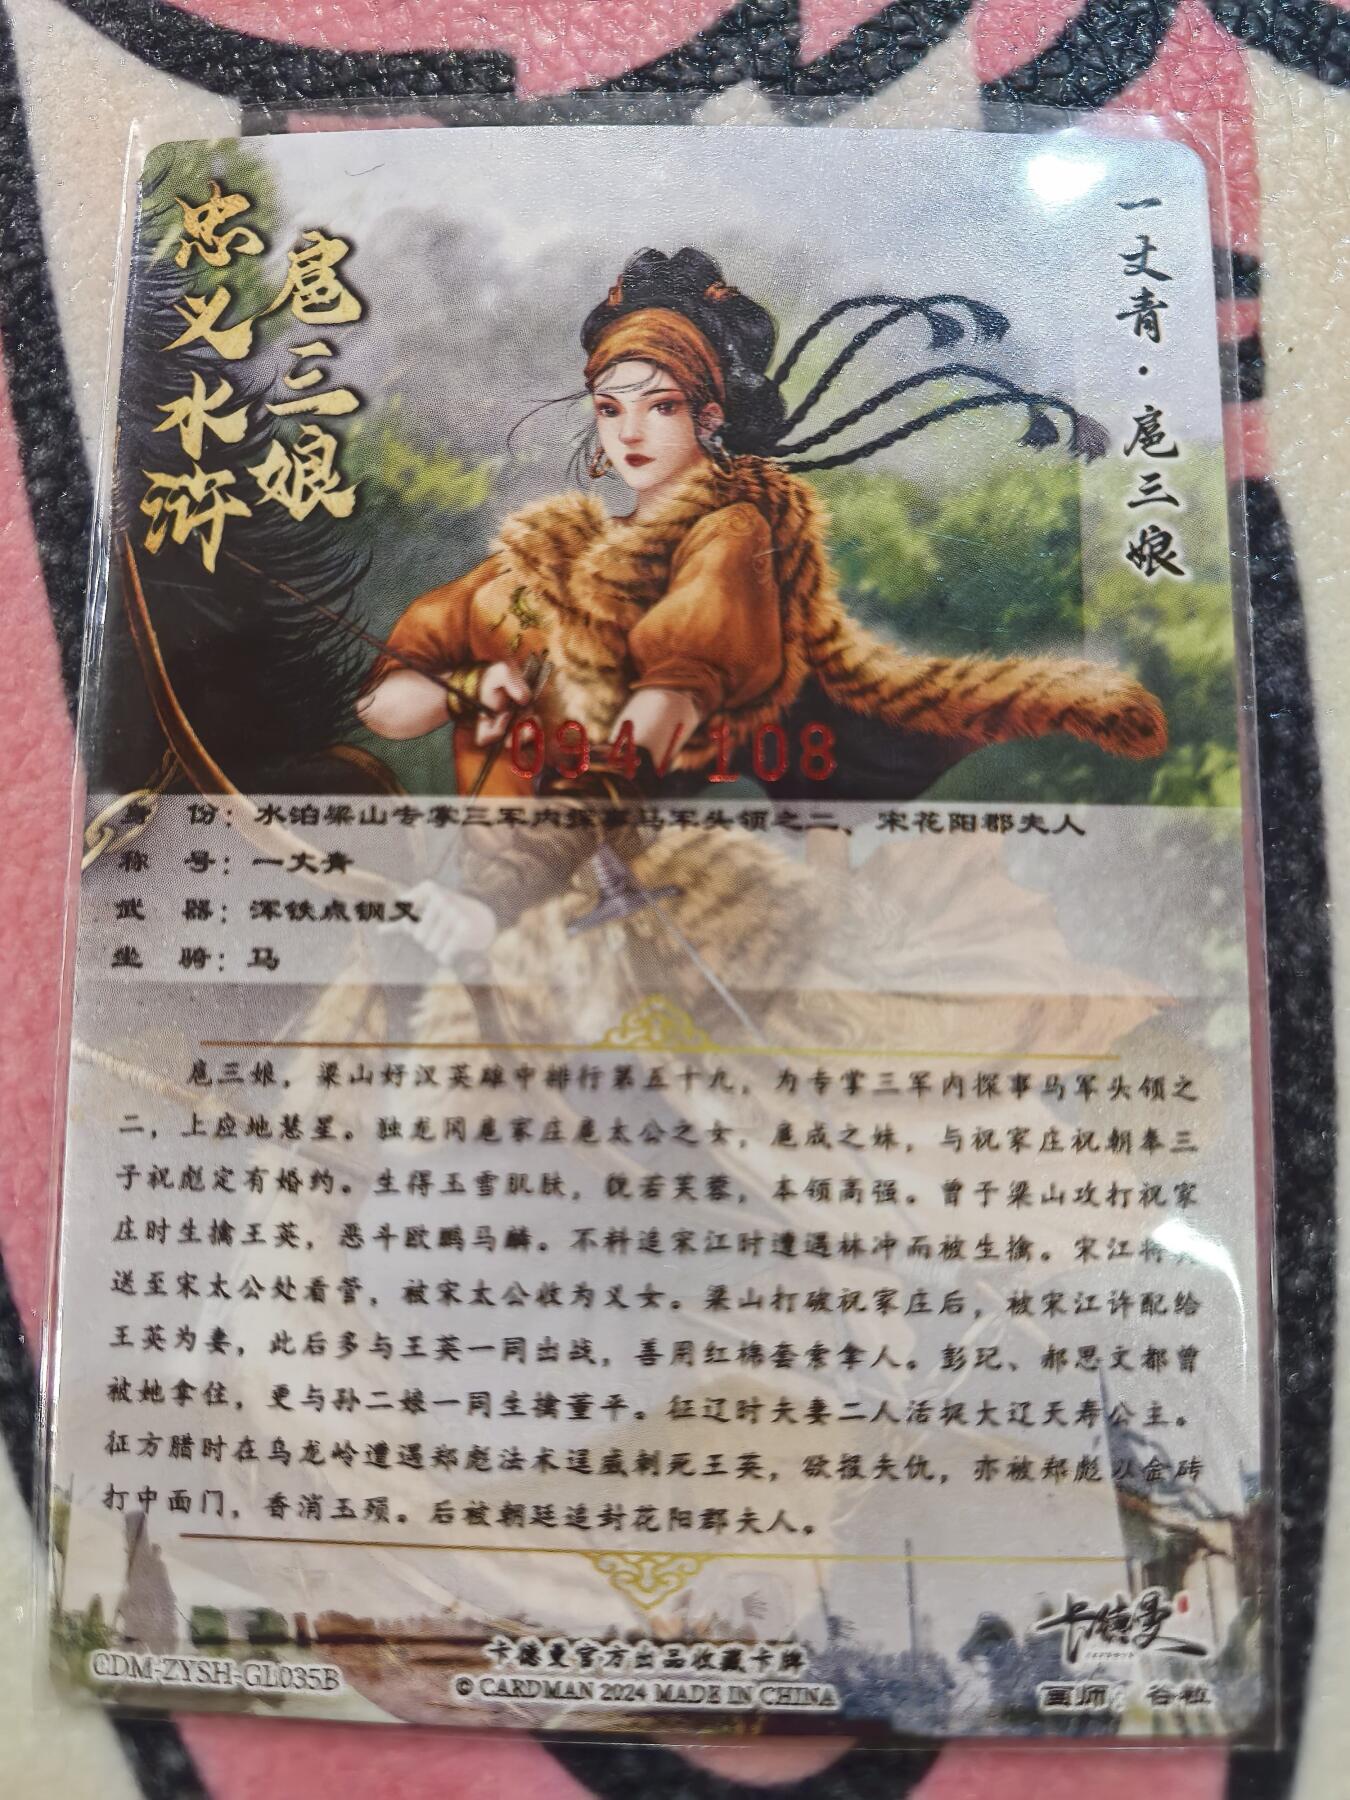 忠义水浒
扈三娘
一丈青·扈三娘
094/108
身 份：水泊梁山专掌三军内探事马军头领之二、宋花阳郡夫人
称 号：一丈青
武 器：浑铁点钢叉
坐 骑：马
扈三娘，梁山好汉英雄中排行第五十九，为专掌三军内探事马军头领之
二，上应地慧星。独龙冈扈家庄扈太公之女，扈成之妹，与祝家庄祝朝奉三
子祝彪定有婚约。生得玉雪肌肤，貌若芙蓉，本领高强。曾于梁山攻打祝家
庄时生擒王英，恶斗欧鹏马麟。不料追宋江时遭遇林冲而被生擒。宋江将
送至宋太公处看管，被宋太公收为义女。梁山打破祝家庄后，被宋江许配给
王英为妻，此后多与王英一同出战，善用红棉套索拿人。彭玘、郝思文都曾
被她拿住，更与孙二娘一同生擒董平。征辽时夫妻二人活捉大辽天寿公主。
征方腊时在乌龙岭遭遇郑彪法术逞威刺死王英，欲报夫仇，亦被郑彪以金砖
打中面门，香消玉殒。后被朝廷追封花阳郡夫人。
卡德曼
CDM-ZYSH-GL035B
卡德曼官方出品收藏卡牌
© CARDMAN 2024 MADE IN CHINA
画师：谷粒